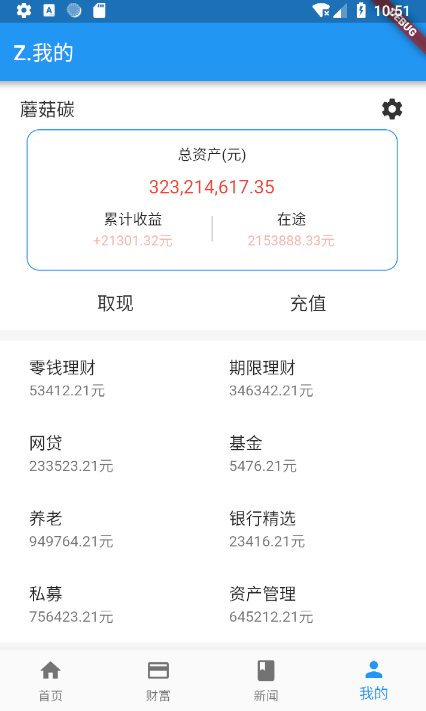 10:51
DEBUG
Z.我的
蘑菇碳
总资产(元)
323,214,617.35
累计收益 在途
+21301.32元 2153888.33元
取现 充值
零钱理财 期限理财
53412.21元 346342.21元
网贷 基金
233523.21元 5476.21元
养老 银行精选
949764.21元 23416.21元
私募 资产管理
756423.21元 645212.21元
首页 财富 新闻 我的